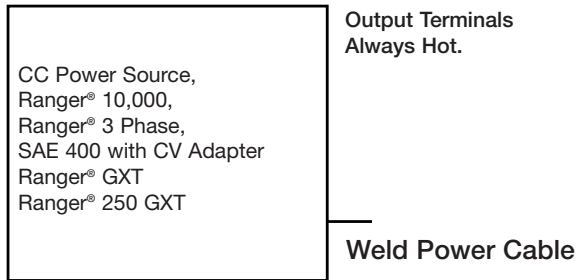 Output Terminals
Always Hot.
CC Power Source,
Ranger® 10,000,
Ranger® 3 Phase,
SAE 400 with CV Adapter
Ranger® GXT
Ranger® 250 GXT
Weld Power Cable